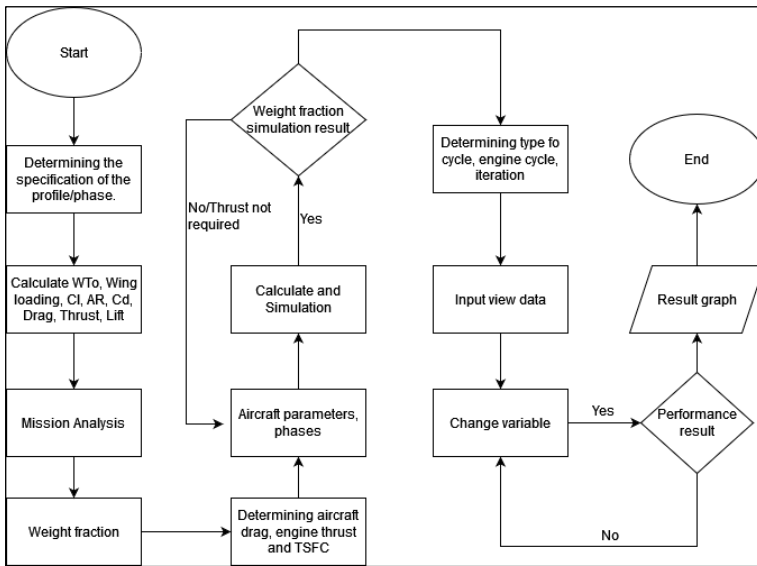 Start
Determining the
specification of the
profile/phase.
Calculate WTo, Wing
loading, Cl, AR, Cd,
Drag, Thrust, Lift
Mission Analysis
Weight fraction
Determining aircraft
drag, engine thrust
and TSFC
Aircraft parameters,
phases
Calculate and
Simulation
Yes
No/Thrust not
required
Weight fraction
simulation result
Determining type fo
cycle, engine cycle,
iteration
Input view data
Change variable
Yes
Performance
result
No
Result graph
End